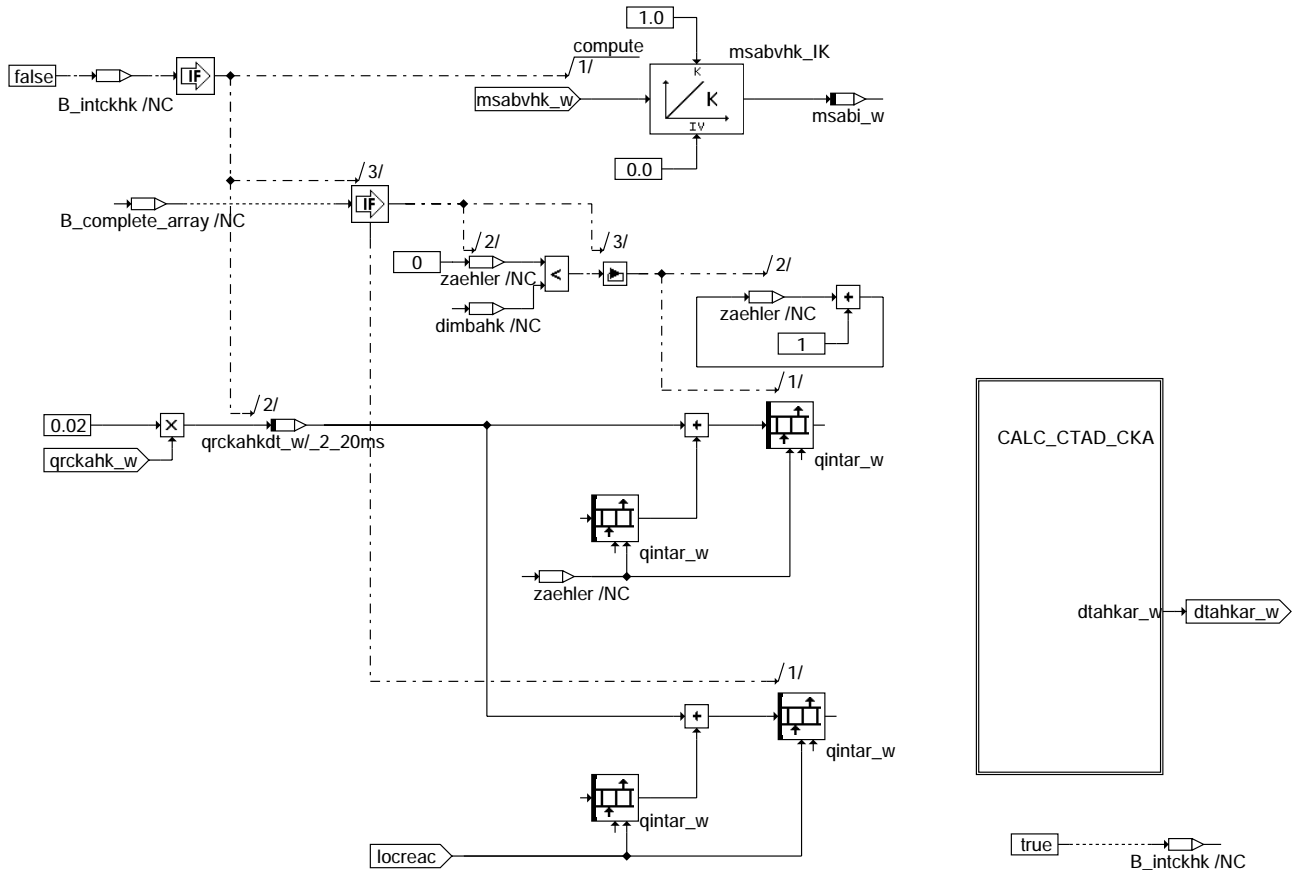 1.0
compute
1/
msabvhk_IK
false
IF
K
K
msabvhk_w
B_intckhk /NC
msabi_w
IV
0.0
3/
IF
B_complete_array /NC
2/
3/
0
<
2/
zaehler /NC
dimbahk /NC
+
zaehler /NC
1
1/
2/
0.02
×
+
qrckahkdt_w/_2_20ms
CALC_CTAD_CKA
qrckahk_w
qintar_w
qintar_w
zaehler /NC
dtahkar_w
dtahkar_w
1/
+
qintar_w
qintar_w
locreac
true
B_intckhk /NC